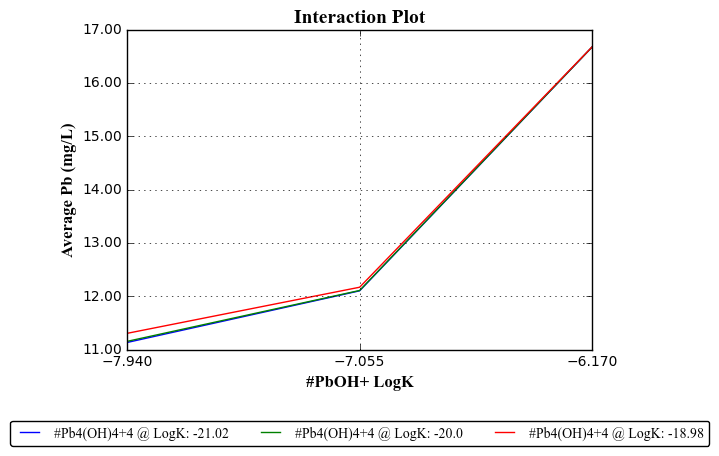 Interaction Plot
17.00
16.00
15.00
14.00
13.00
12.00
11.00
Average Pb (mg/L)
−7.940 −7.055 −6.170
#PbOH+ LogK
#Pb4(OH)4+4 @ LogK: -21.02 #Pb4(OH)4+4 @ LogK: -20.0 #Pb4(OH)4+4 @ LogK: -18.98